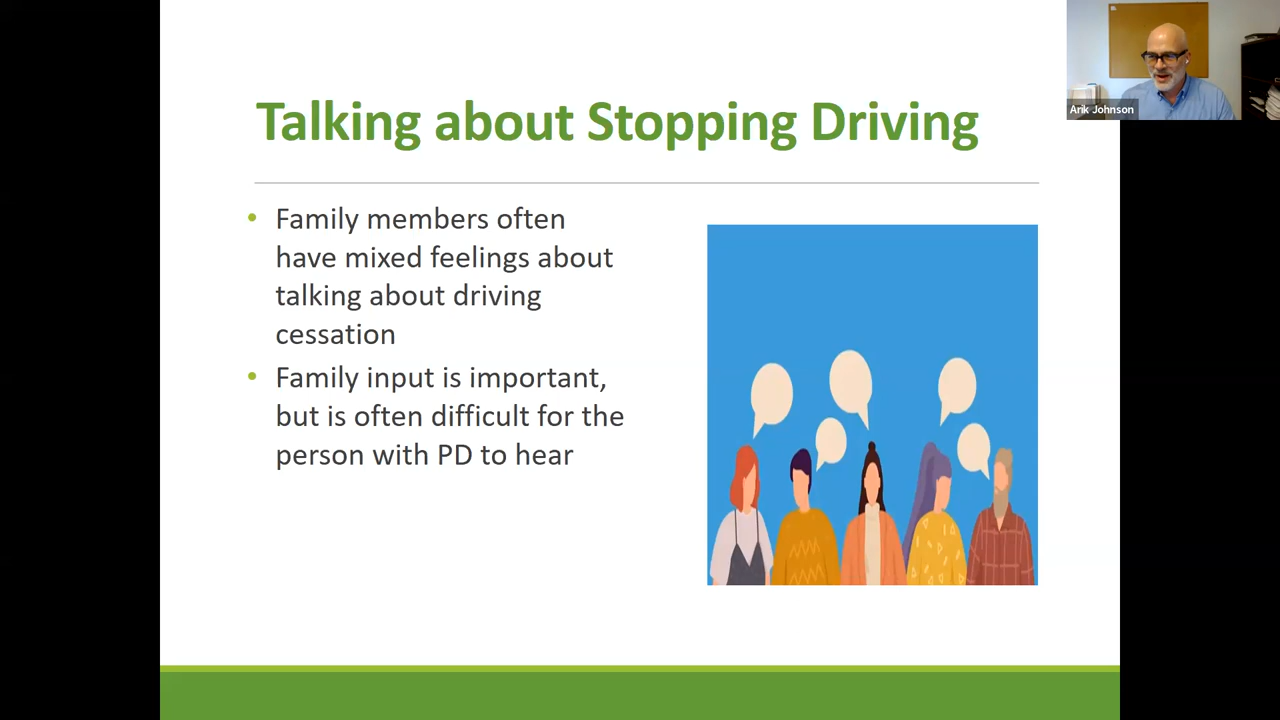 Talking about Stopping Driving
Arik Johnson
• Family members often
have mixed feelings about
talking about driving
cessation
• Family input is important,
but is often difficult for the
person with PD to hear